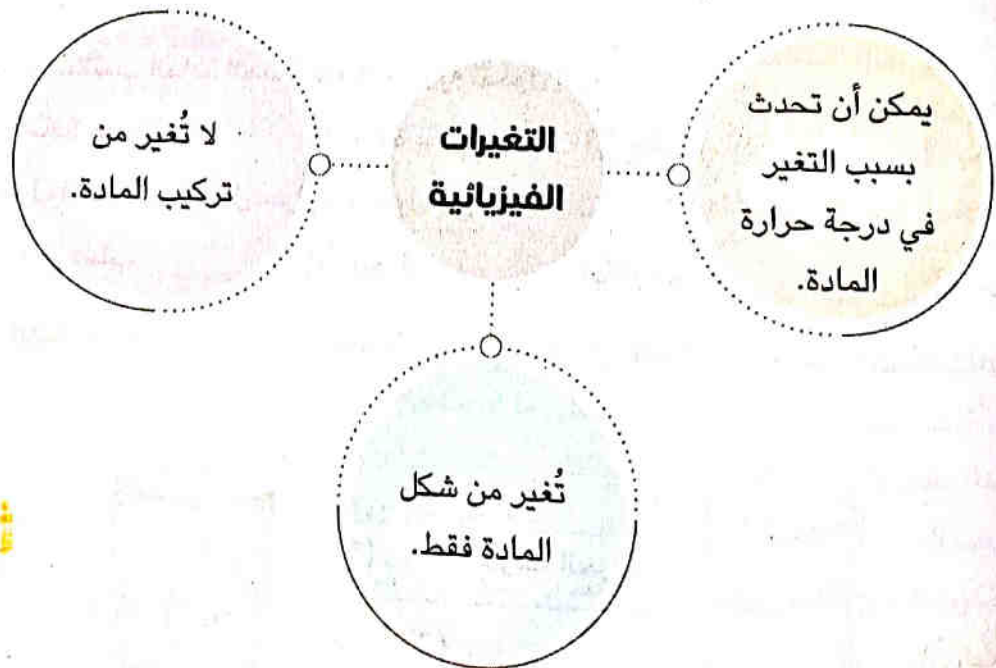 التغيرات
الفيزيائية
يمكن أن تحدث
بسبب التغير
في درجة حرارة
المادة.
لا تُغير من
تركيب المادة.
تُغير من شكل
المادة فقط.